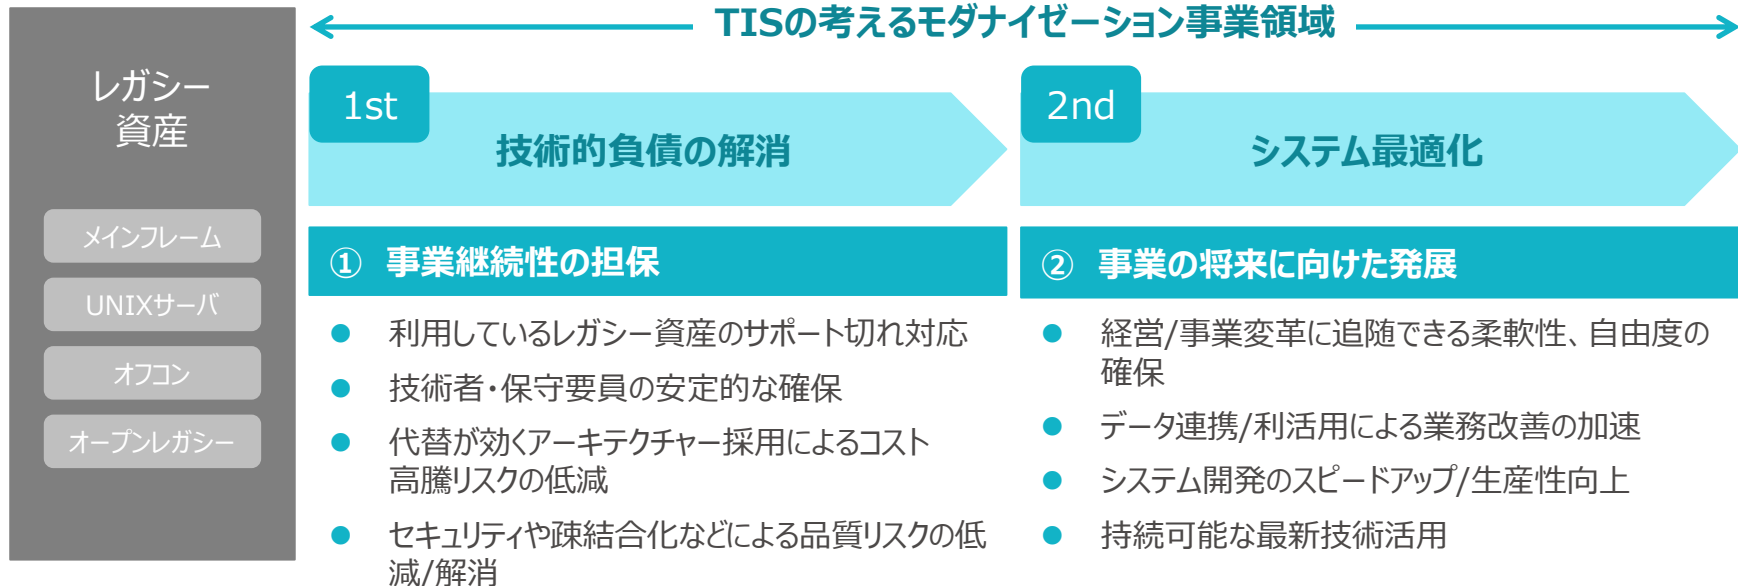 TISの考えるモダナイゼーション事業領域
レガシー
資産
メインフレーム
UNIXサーバ
オフコン
オープンレガシー
1st
技術的負債の解消
① 事業継続性の担保
● 利用しているレガシー資産のサポート切れ対応
● 技術者・保守要員の安定的な確保
● 代替が効くアーキテクチャー採用によるコスト
高騰リスクの低減
● セキュリティや疎結合化などによる品質リスクの低
減/解消
2nd
システム最適化
② 事業の将来に向けた発展
● 経営/事業変革に追随できる柔軟性、自由度の
確保
● データ連携/利活用による業務改善の加速
● システム開発のスピードアップ/生産性向上
● 持続可能な最新技術活用